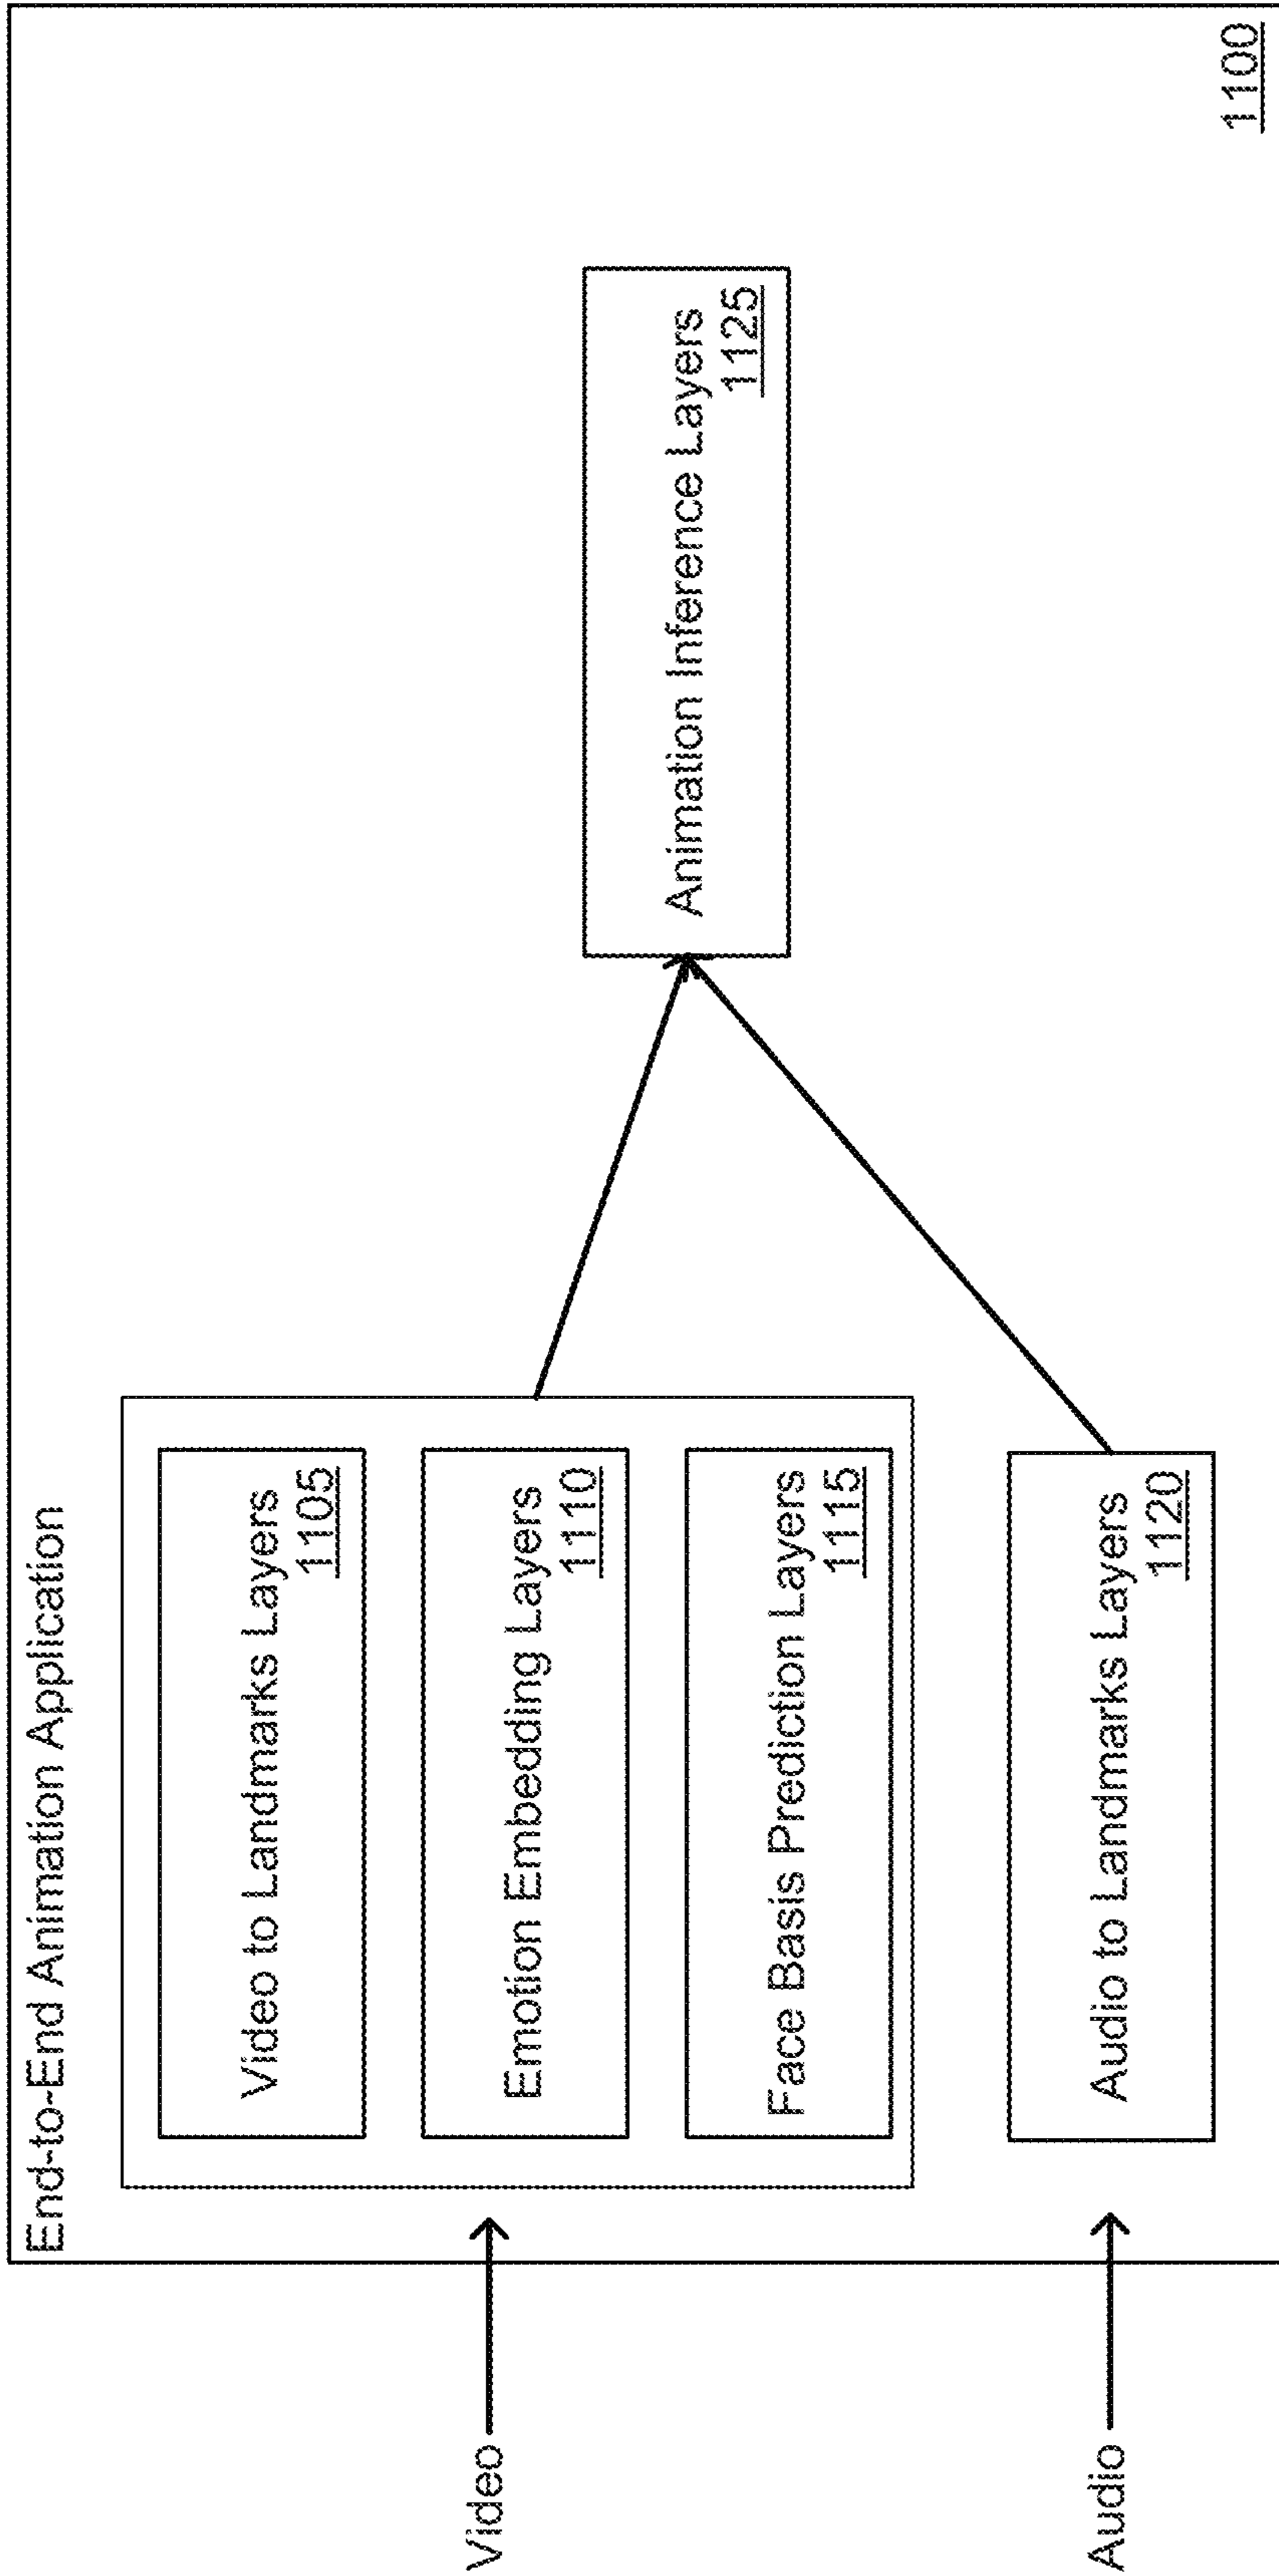 End-to-End Animation Application
Video
Video to Landmarks Layers
1105
Emotion Embedding Layers
1110
Face Basis Prediction Layers
1115
Audio
Audio to Landmarks Layers
1120
Animation Inference Layers
1125
1100